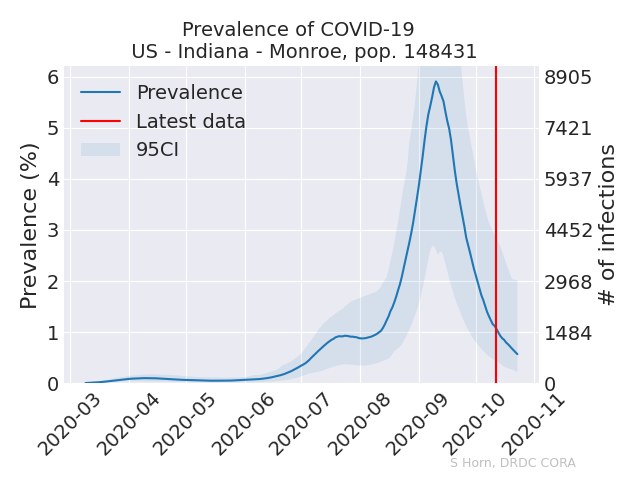 Prevalence of COVID-19
US - Indiana - Monroe, pop. 148431
Prevalence
Latest data
95CI
Prevalence (%)
6
5
4
3
2
1
0
8905
7421
5937
4452
2968
1484
0
# of infections
2020-03
2020-04
2020-05
2020-06
2020-07
2020-08
2020-09
2020-10
2020-11
S Horn, DRDC CORA